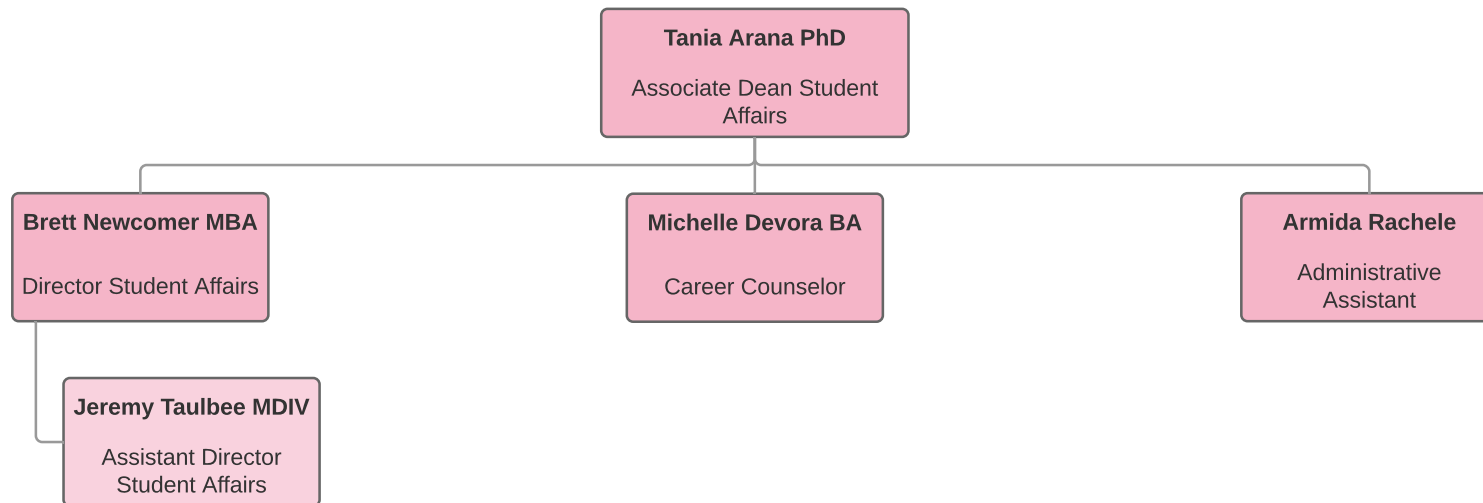 Tania Arana PhD
Associate Dean Student
Affairs
Brett Newcomer MBA
Director Student Affairs
Michelle Devora BA
Career Counselor
Armida Rachele
Administrative
Assistant
Jeremy Taulbee MDIV
Assistant Director
Student Affairs